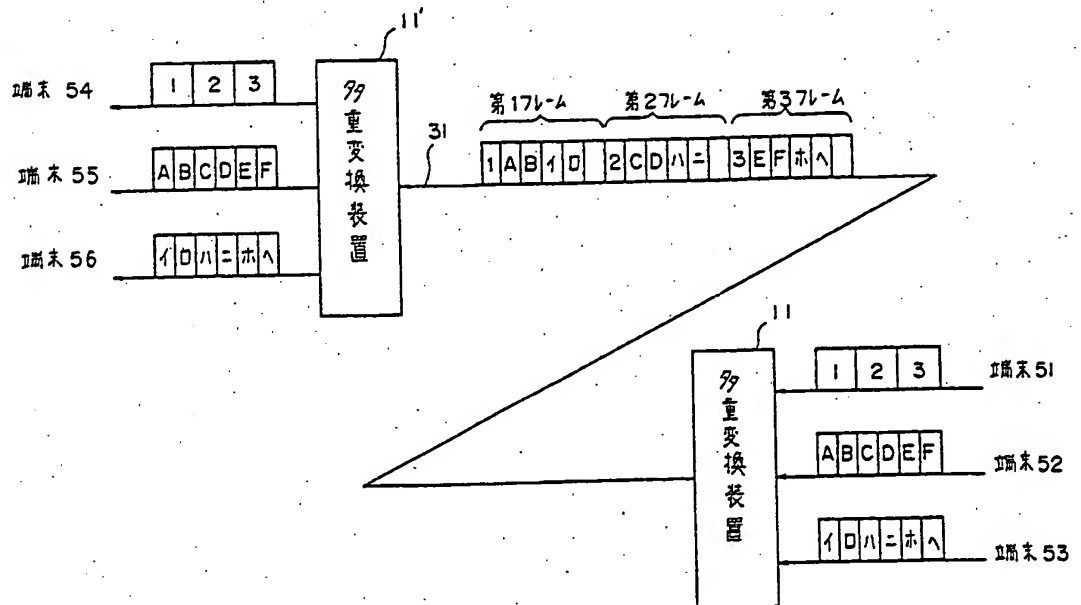 11'
端末 54
1 2 3
多重変換装置
第1フレーム 第2フレーム 第3フレーム
31
1 A B イ ロ 2 C D ハ ニ 3 E F ホ ヘ
端末 55
A B C D E F
端末 56
イ ロ ハ ニ ホ ヘ
11
多重変換装置
1 2 3
端末 51
A B C D E F
端末 52
イ ロ ハ ニ ホ ヘ
端末 53